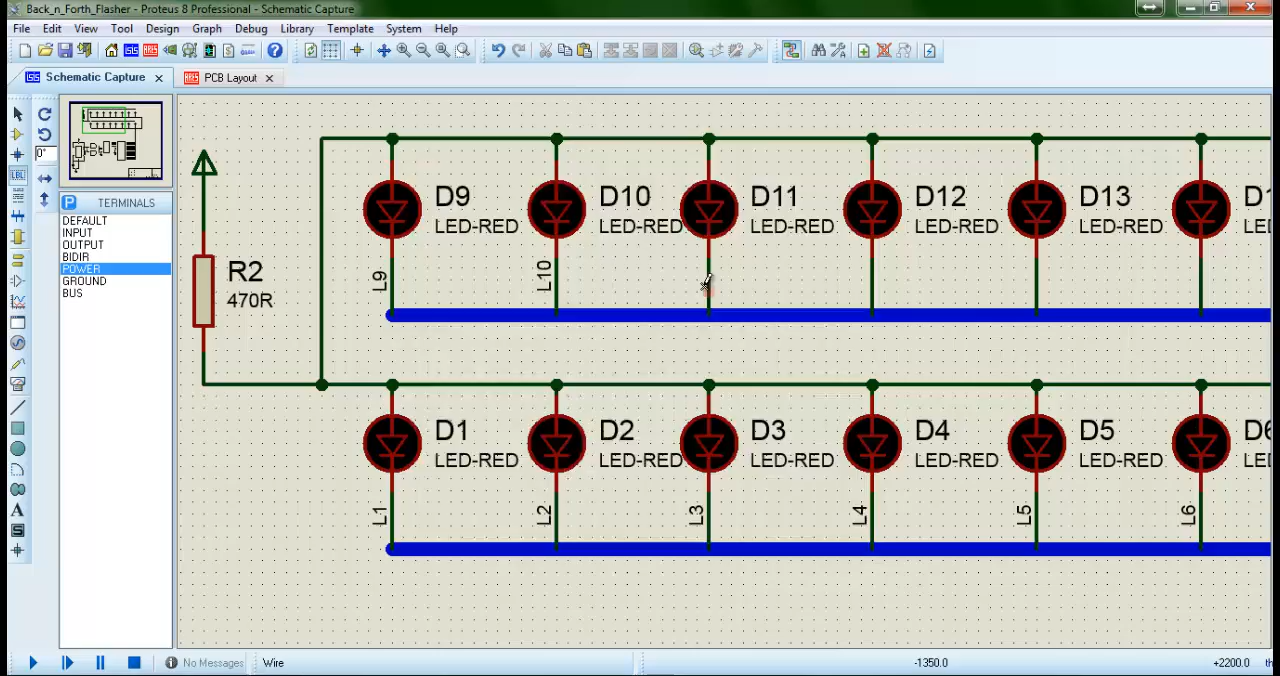 Back_n_Forth_Flasher - Proteus 8 Professional - Schematic Capture
File Edit View Tool Design Graph Debug Library Template System Help
Schematic Capture
PCB Layout
0°
LBL
P TERMINALS
DEFAULT
INPUT
OUTPUT
BIDIR
POWER
GROUND
BUS
A
S
D9
LED-RED
D10
LED-RED
D11
LED-RED
D12
LED-RED
D13
LED-RED
L9
L10
R2
470R
D1
LED-RED
D2
LED-RED
D3
LED-RED
D4
LED-RED
D5
LED-RED
L1
L2
L3
L4
L5
L6
No Messages
Wire
-1350.0
+2200.0
th